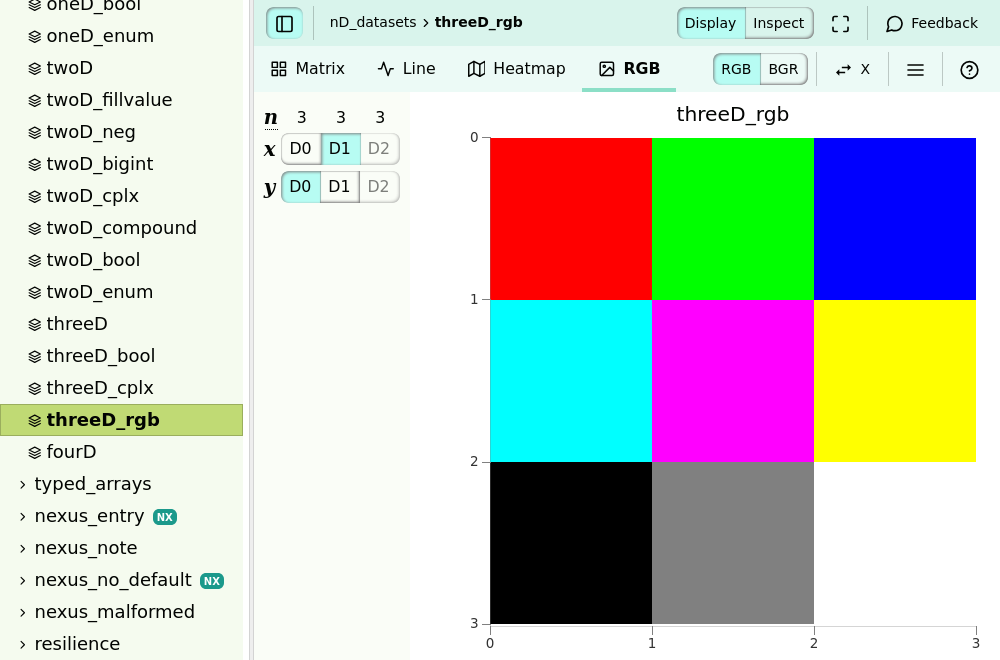 oneD_bool
oneD_enum
twoD
twoD_fillvalue
twoD_neg
twoD_bigint
twoD_cplx
twoD_compound
twoD_bool
twoD_enum
threeD
threeD_bool
threeD_cplx
threeD_rgb
fourD
typed_arrays
nexus_entry NX
nexus_note
nexus_no_default NX
nexus_malformed
resilience
nD_datasets › threeD_rgb
Display Inspect
Feedback
Matrix Line Heatmap RGB
RGB BGR
X
n 3 3 3
x D0 D1 D2
y D0 D1 D2
threeD_rgb
0
1
2
3
0 1 2 3